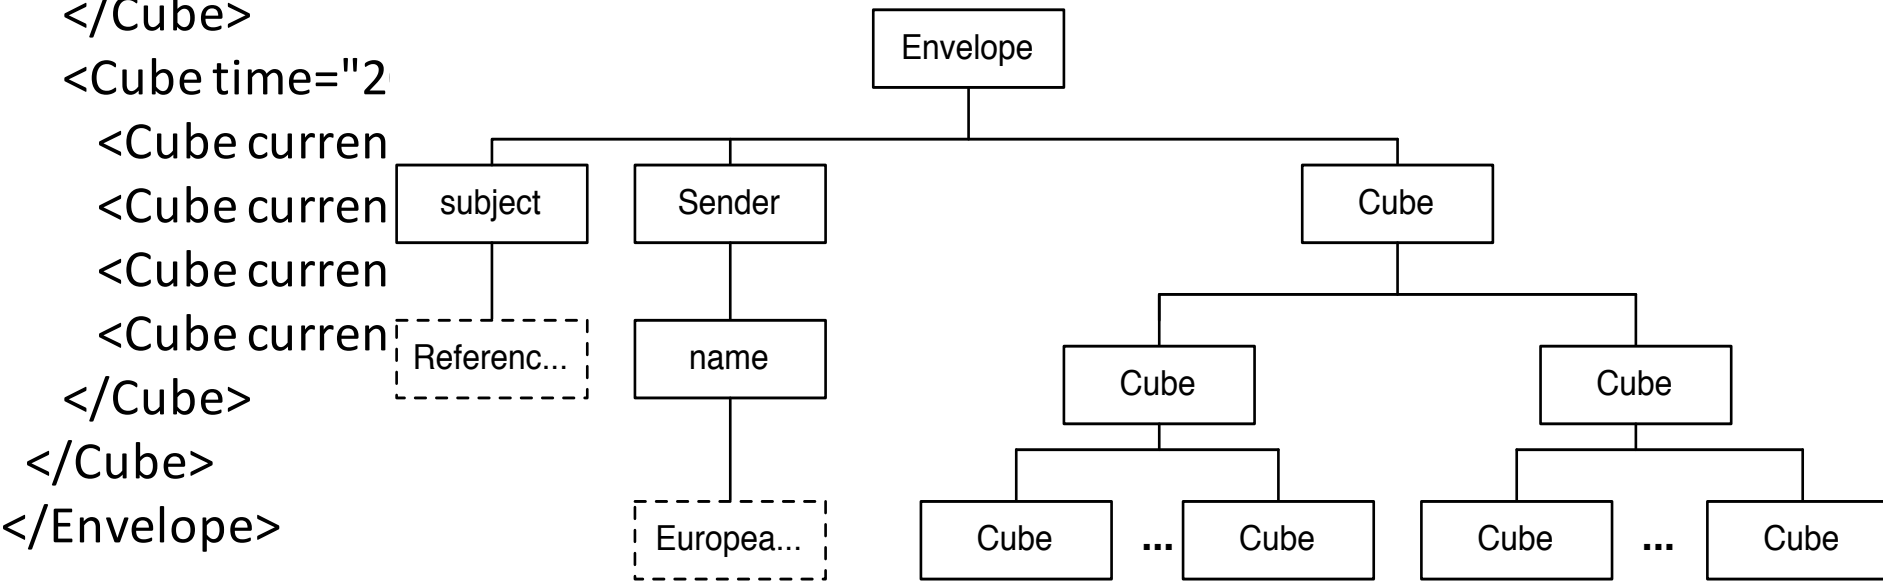 </Cube>
<Cube time="2
<Cube curren
<Cube curren
<Cube curren
<Cube curren
</Cube>
</Cube>
</Envelope>
Envelope
subject
Sender
Cube
Referenc...
name
Cube
Cube
Europea...
Cube
...
Cube
Cube
...
Cube